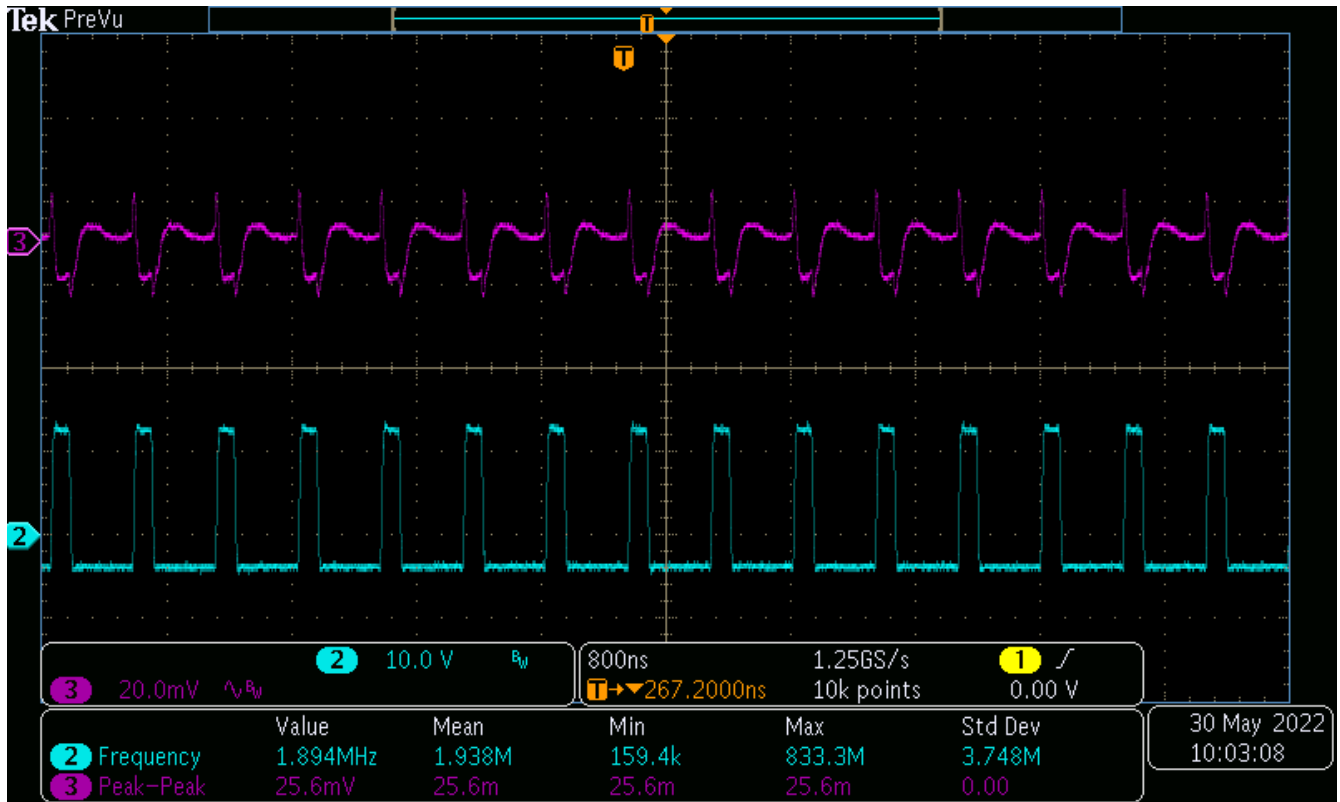 Tek PreVu
T
T
3
2
2 10.0 V BW
3 20.0mV BW
800ns 1.25GS/s 1
T→▼267.2000ns 10k points 0.00 V
Value Mean Min Max Std Dev
2 Frequency 1.894MHz 1.938M 159.4k 833.3M 3.748M
3 Peak-Peak 25.6mV 25.6m 25.6m 25.6m 0.00
30 May 2022
10:03:08